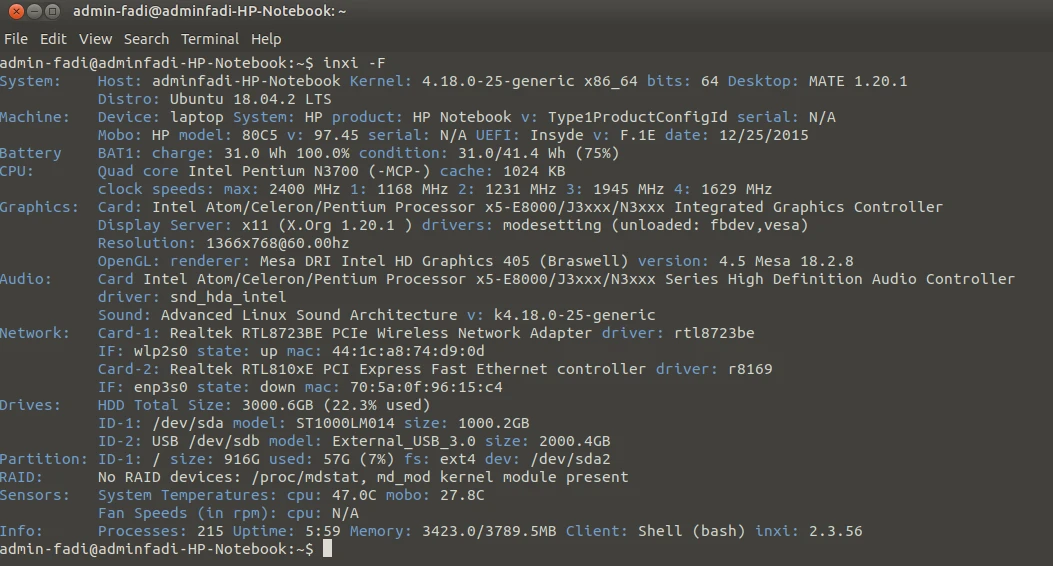 admin-fadi@adminfadi-HP-Notebook: ~
File Edit View Search Terminal Help
admin-fadi@adminfadi-HP-Notebook:~$ inxi -F
System: Host: adminfadi-HP-Notebook Kernel: 4.18.0-25-generic x86_64 bits: 64 Desktop: MATE 1.20.1
Distro: Ubuntu 18.04.2 LTS
Machine: Device: laptop System: HP product: HP Notebook v: Type1ProductConfigId serial: N/A
Mobo: HP model: 80C5 v: 97.45 serial: N/A UEFI: Insyde v: F.1E date: 12/25/2015
Battery BAT1: charge: 31.0 Wh 100.0% condition: 31.0/41.4 Wh (75%)
CPU: Quad core Intel Pentium N3700 (-MCP-) cache: 1024 KB
clock speeds: max: 2400 MHz 1: 1168 MHz 2: 1231 MHz 3: 1945 MHz 4: 1629 MHz
Graphics: Card: Intel Atom/Celeron/Pentium Processor x5-E8000/J3xxx/N3xxx Integrated Graphics Controller
Display Server: x11 (X.Org 1.20.1 ) drivers: modesetting (unloaded: fbdev,vesa)
Resolution: 1366x768@60.00hz
OpenGL: renderer: Mesa DRI Intel HD Graphics 405 (Braswell) version: 4.5 Mesa 18.2.8
Audio: Card Intel Atom/Celeron/Pentium Processor x5-E8000/J3xxx/N3xxx Series High Definition Audio Controller
driver: snd_hda_intel
Sound: Advanced Linux Sound Architecture v: k4.18.0-25-generic
Network: Card-1: Realtek RTL8723BE PCIe Wireless Network Adapter driver: rtl8723be
IF: wlp2s0 state: up mac: 44:1c:a8:74:d9:0d
Card-2: Realtek RTL810xE PCI Express Fast Ethernet controller driver: r8169
IF: enp3s0 state: down mac: 70:5a:0f:96:15:c4
Drives: HDD Total Size: 3000.6GB (22.3% used)
ID-1: /dev/sda model: ST1000LM014 size: 1000.2GB
ID-2: USB /dev/sdb model: External_USB_3.0 size: 2000.4GB
Partition: ID-1: / size: 916G used: 57G (7%) fs: ext4 dev: /dev/sda2
RAID: No RAID devices: /proc/mdstat, md_mod kernel module present
Sensors: System Temperatures: cpu: 47.0C mobo: 27.8C
Fan Speeds (in rpm): cpu: N/A
Info: Processes: 215 Uptime: 5:59 Memory: 3423.0/3789.5MB Client: Shell (bash) inxi: 2.3.56
admin-fadi@adminfadi-HP-Notebook:~$